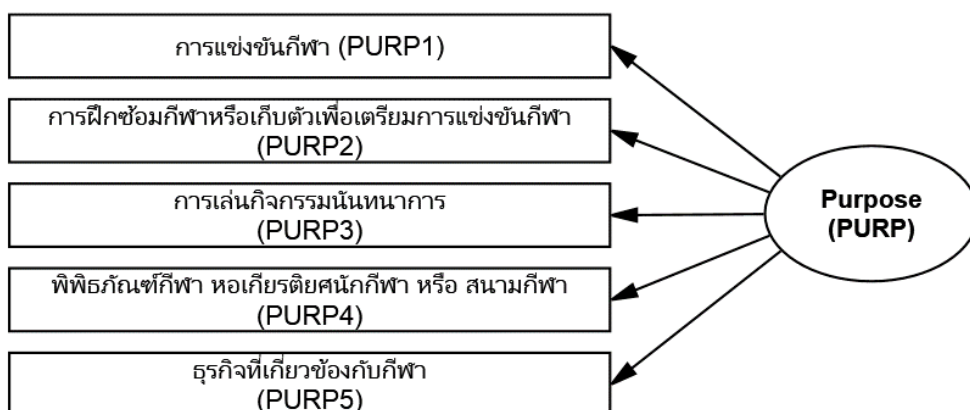 การแข่งขันกีฬา (PURP1)
การฝึกซ้อมกีฬาหรือเก็บตัวเพื่อเตรียมการแข่งขันกีฬา
(PURP2)
การเล่นกิจกรรมนันทนาการ
(PURP3)
พิพิธภัณฑ์กีฬา หอเกียรติยศนักกีฬา หรือ สนามกีฬา
(PURP4)
ธุรกิจที่เกี่ยวข้องกับกีฬา
(PURP5)
Purpose
(PURP)